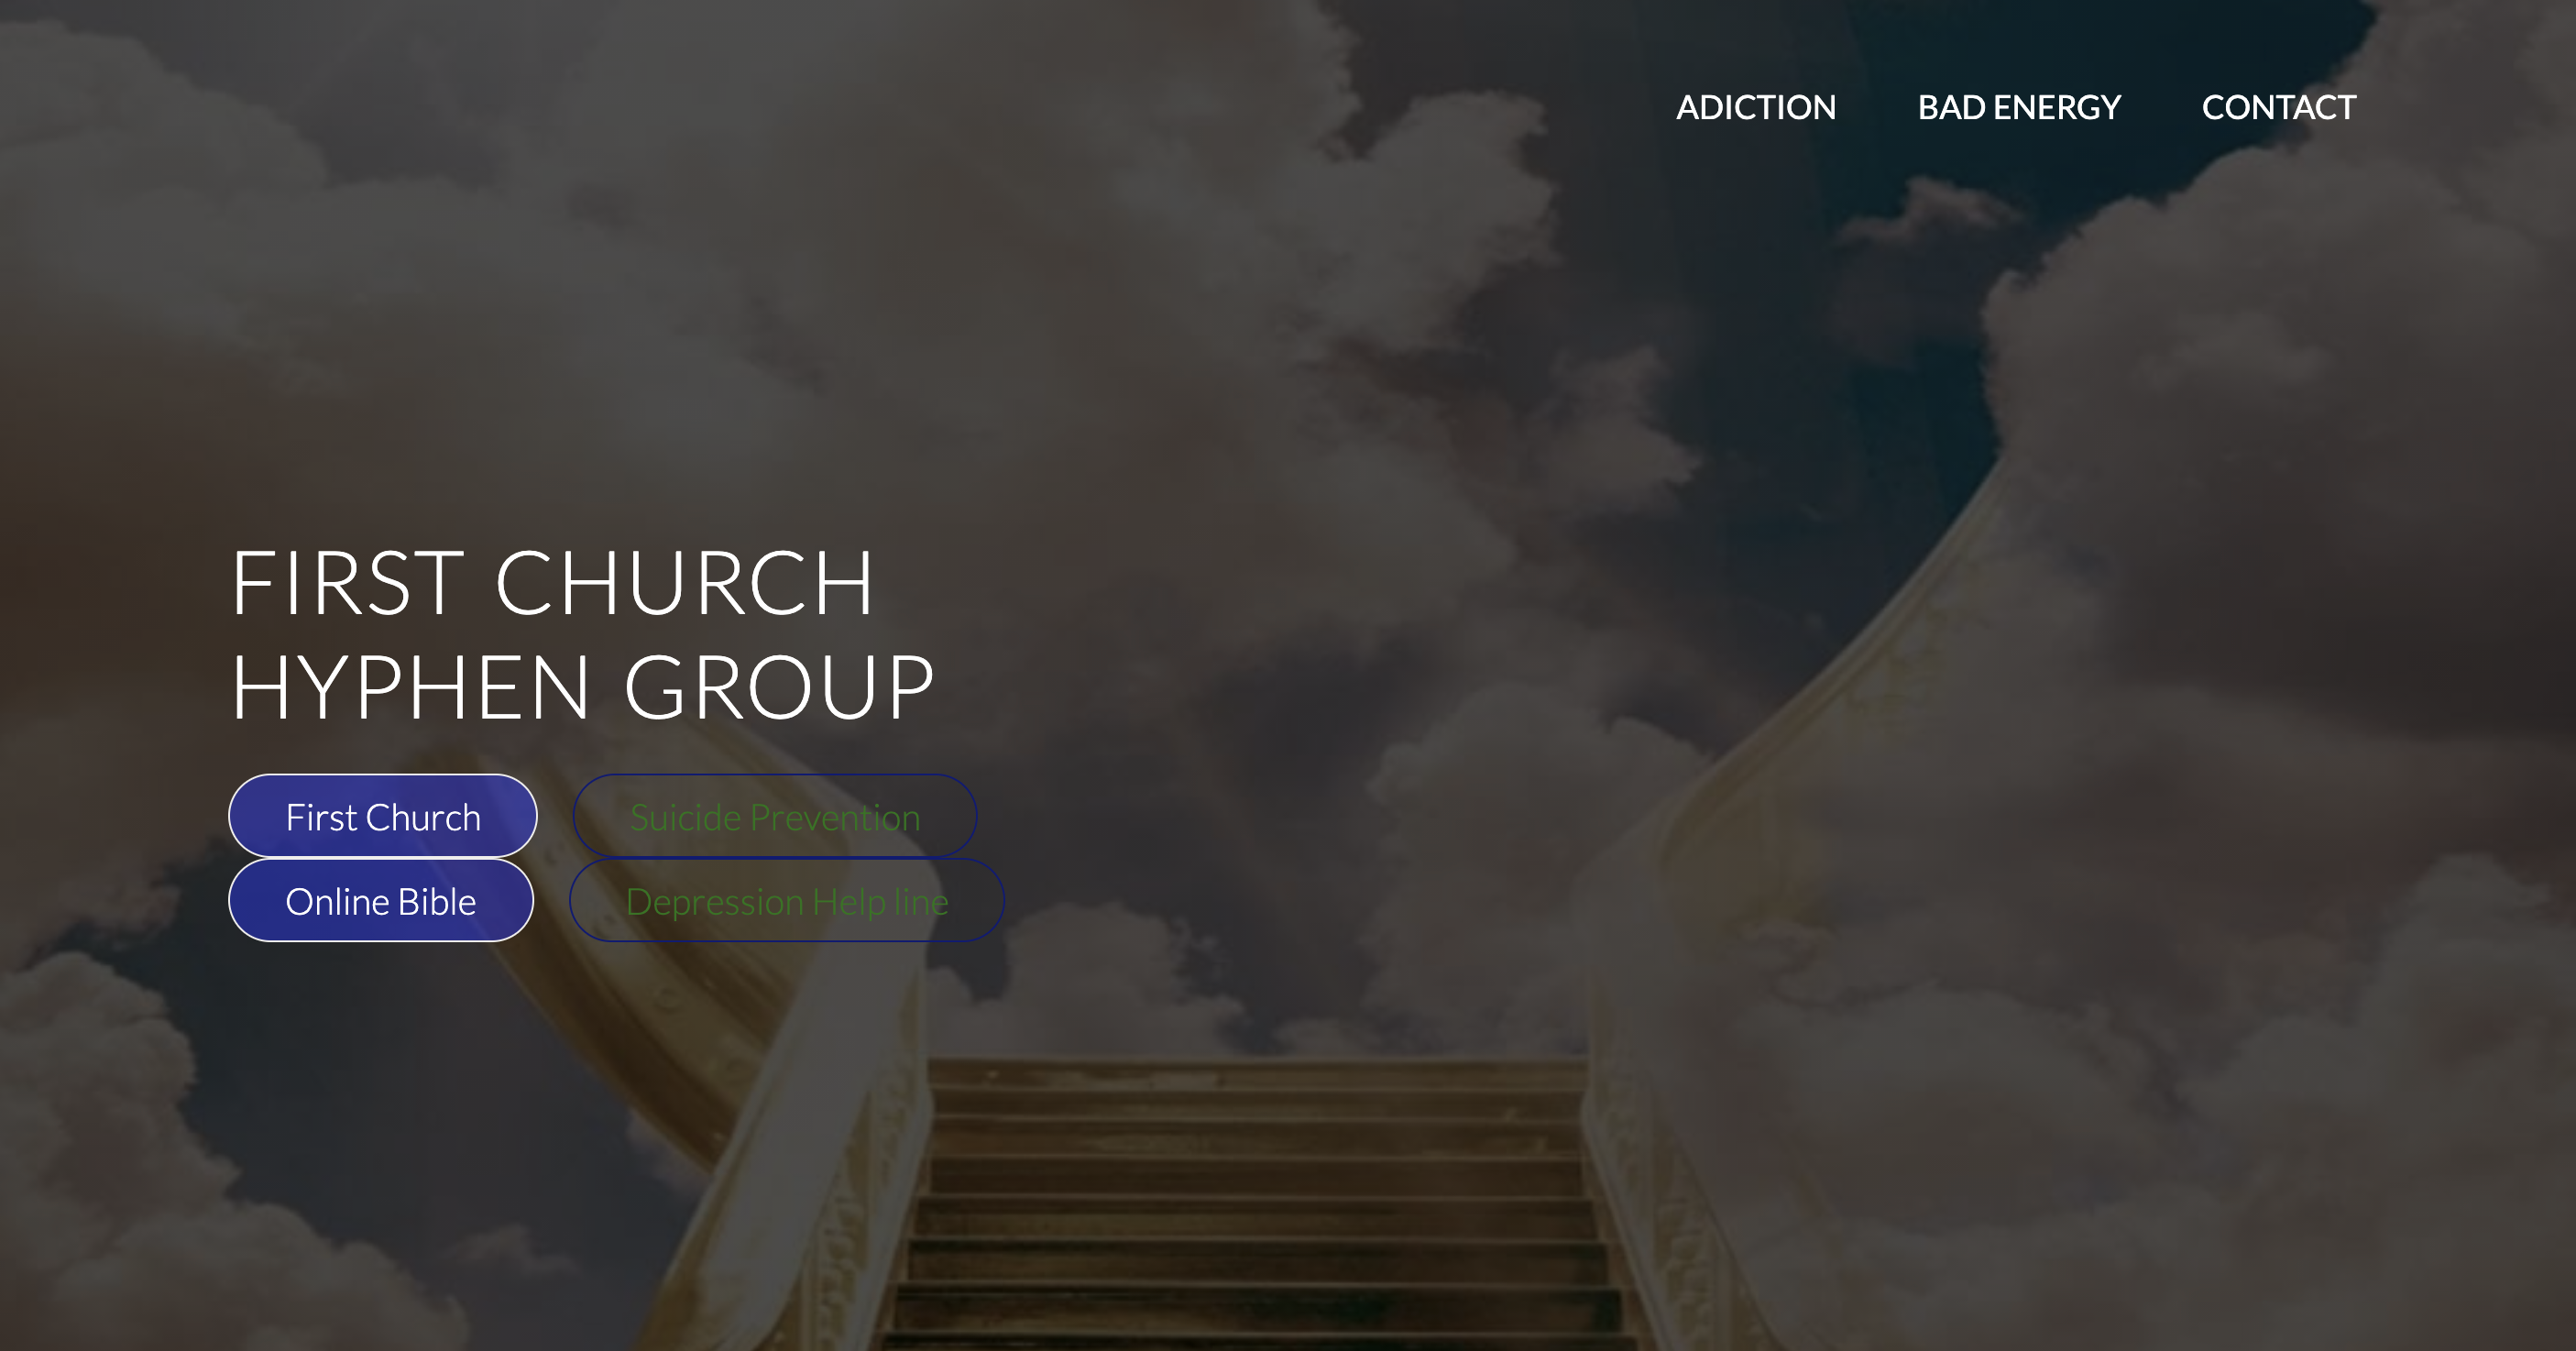 ADICTION BAD ENERGY CONTACT
FIRST CHURCH
HYPHEN GROUP
First Church Suicide Prevention
Online Bible Depression Help line